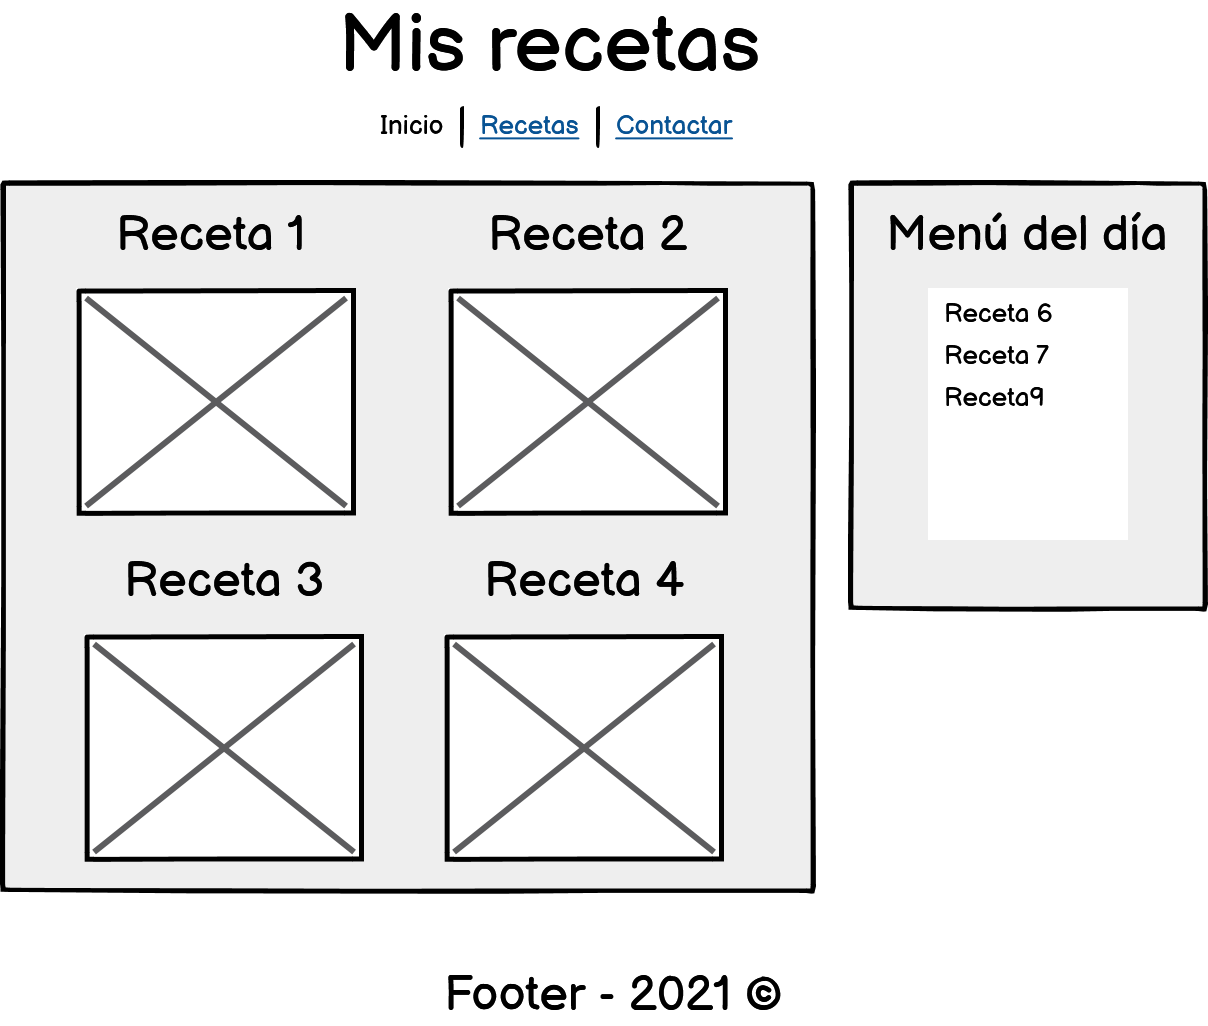 Mis recetas
Inicio | Recetas | Contactar
Receta 1
Receta 2
Receta 3
Receta 4
Menú del día
Receta 6
Receta 7
Receta9
Footer - 2021 ©